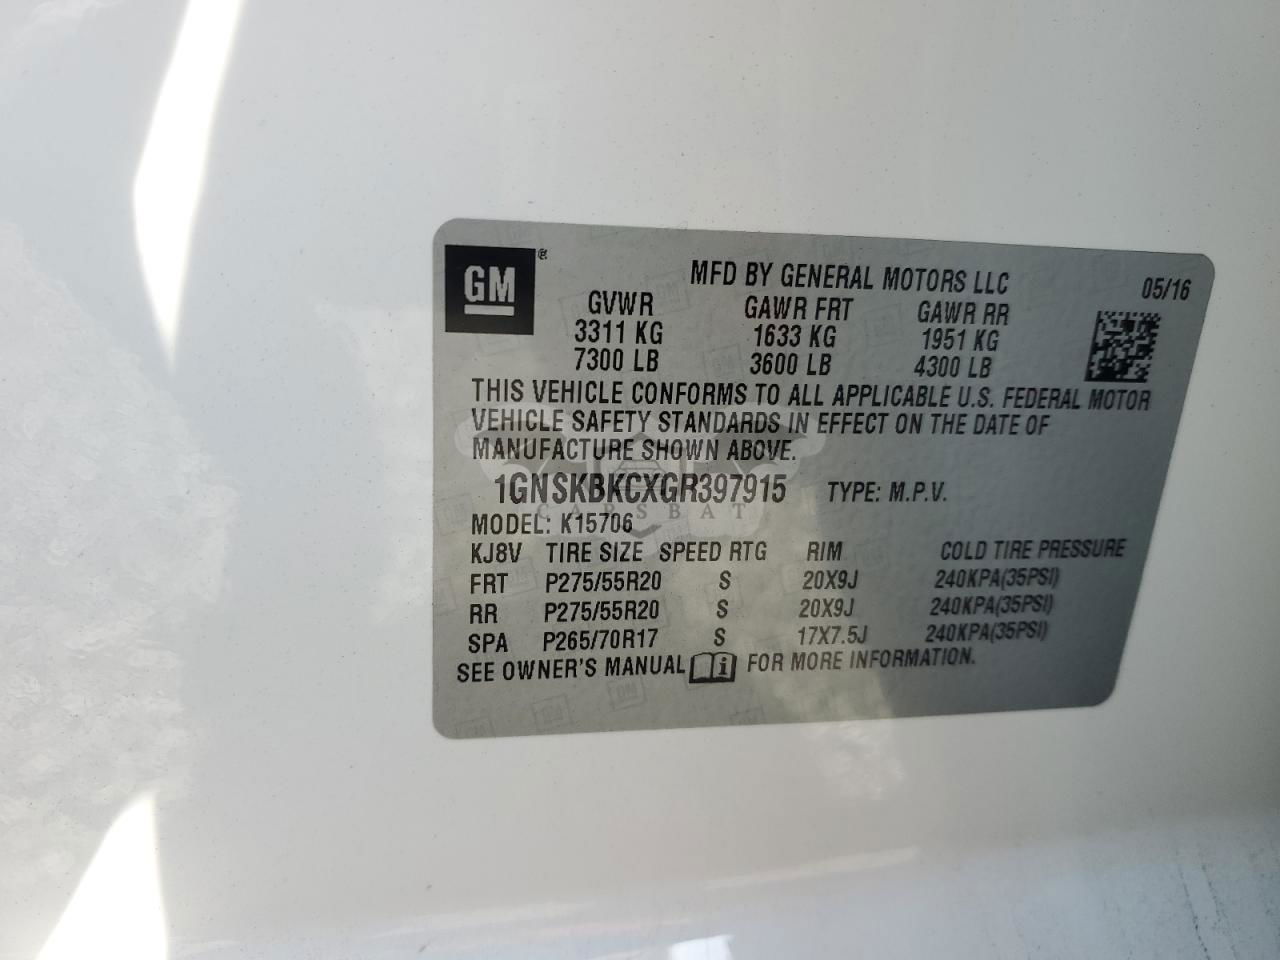 GM ®
MFD BY GENERAL MOTORS LLC 05/16
GVWR GAWR FRT GAWR RR
3311 KG 1633 KG 1951 KG
7300 LB 3600 LB 4300 LB
THIS VEHICLE CONFORMS TO ALL APPLICABLE U.S. FEDERAL MOTOR
VEHICLE SAFETY STANDARDS IN EFFECT ON THE DATE OF
MANUFACTURE SHOWN ABOVE.
1GNSKBKCXGR397915 TYPE: M.P.V.
CARSBAT
MODEL: K15706
KJ8V TIRE SIZE SPEED RTG RIM COLD TIRE PRESSURE
FRT P275/55R20 S 20X9J 240KPA(35PSI)
RR P275/55R20 S 20X9J 240KPA(35PSI)
SPA P265/70R17 S 17X7.5J 240KPA(35PSI)
SEE OWNER'S MANUAL i FOR MORE INFORMATION.